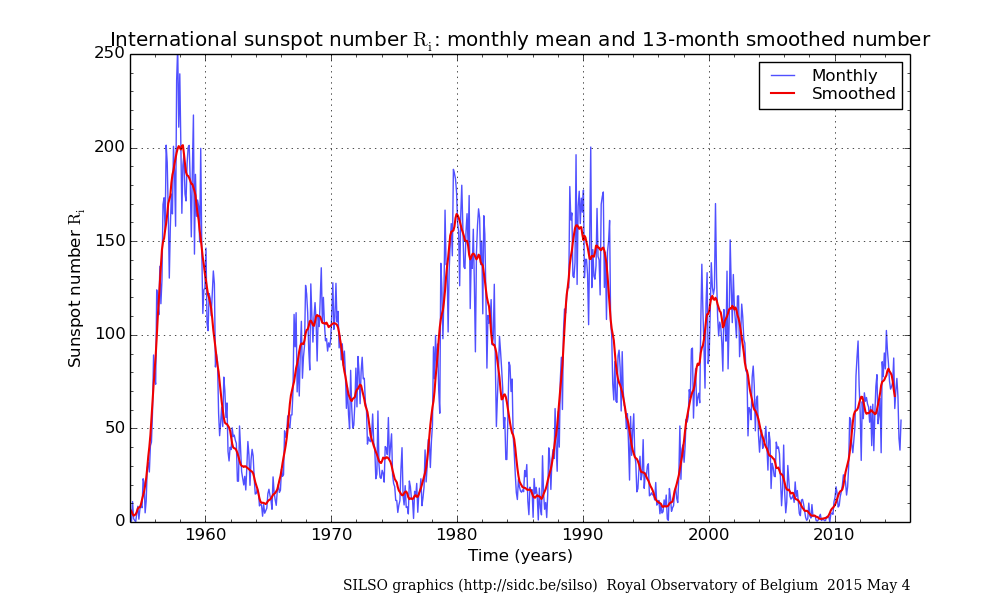 International sunspot number Ri: monthly mean and 13-month smoothed number
250
200
150
100
50
0
Sunspot number Ri
Monthly
Smoothed
1960 1970 1980 1990 2000 2010
Time (years)
SILSO graphics (http://sidc.be/silso) Royal Observatory of Belgium 2015 May 4